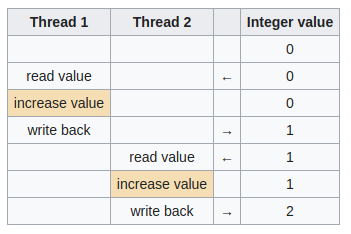 Thread 1 Thread 2 Integer value
0
read value ← 0
increase value 0
write back → 1
read value ← 1
increase value 1
write back → 2